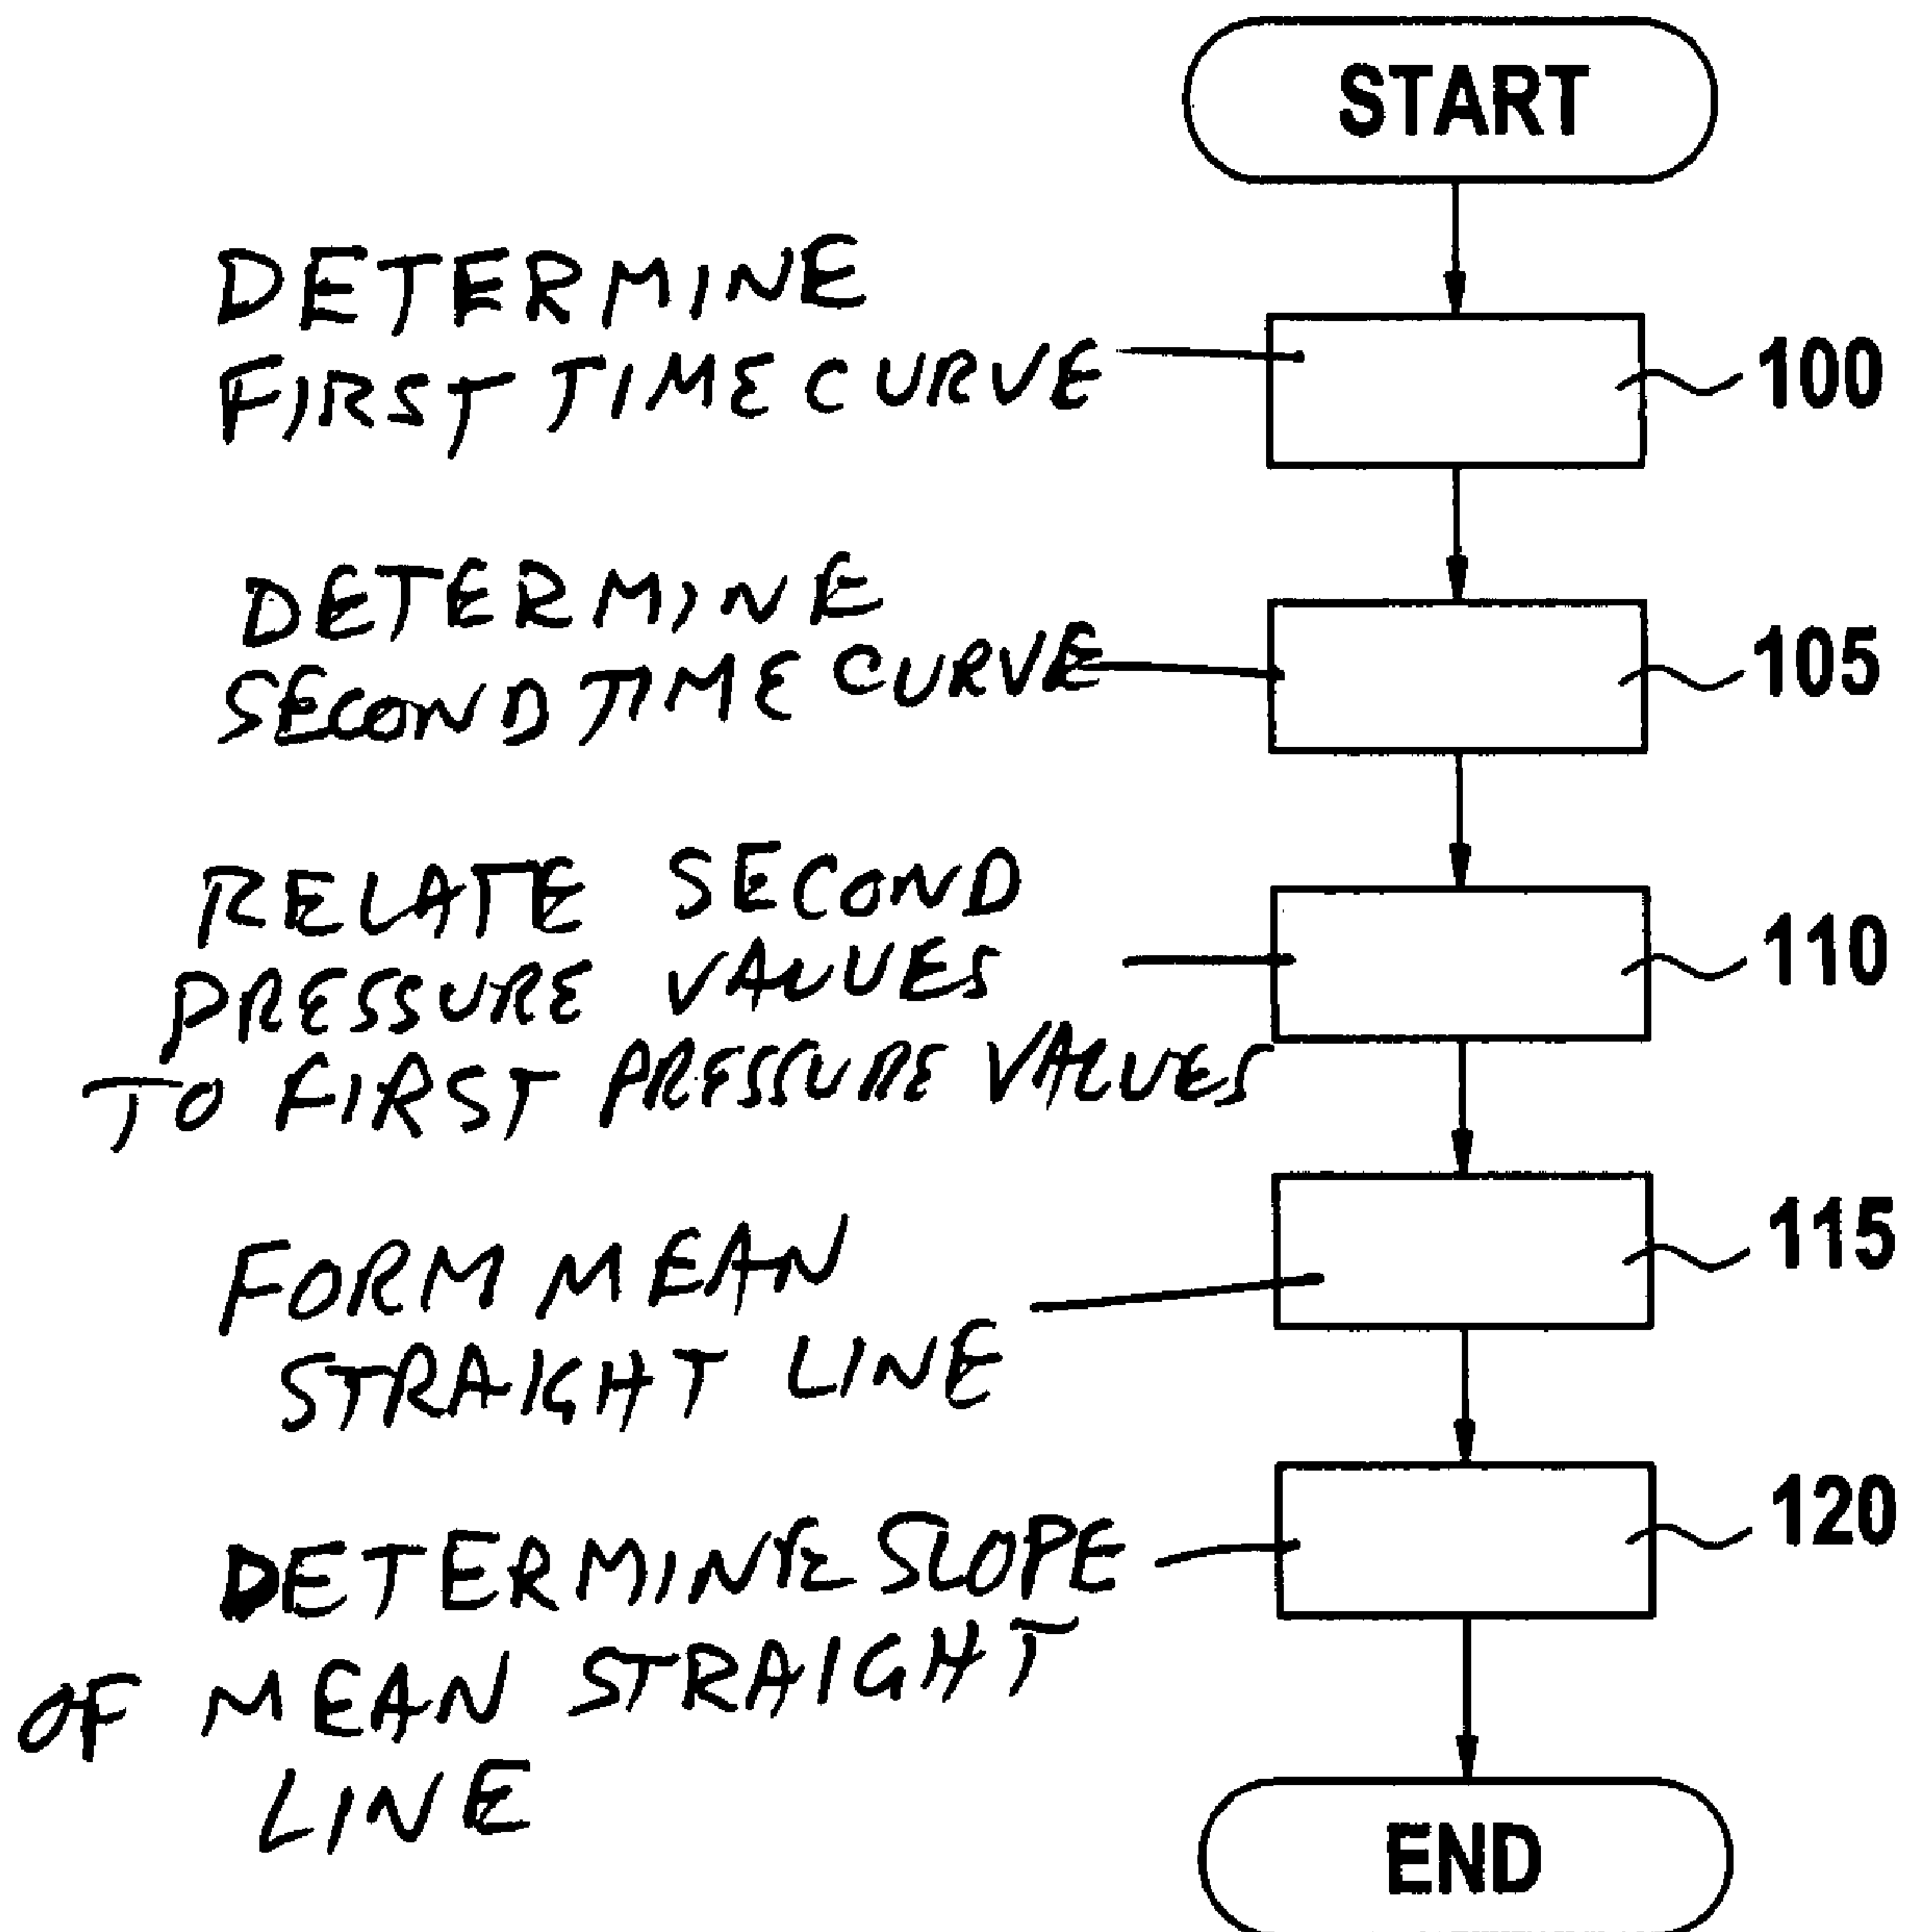 START
DETERMINE
FIRST TIME CURVE
100
DETERMINE
SECOND TIME CURVE
105
RELATE SECOND
PRESSURE VALUES
TO FIRST PRESSURE VALUES
110
FORM MEAN
STRAIGHT LINE
115
DETERMINE SLOPE
OF MEAN STRAIGHT
LINE
120
END